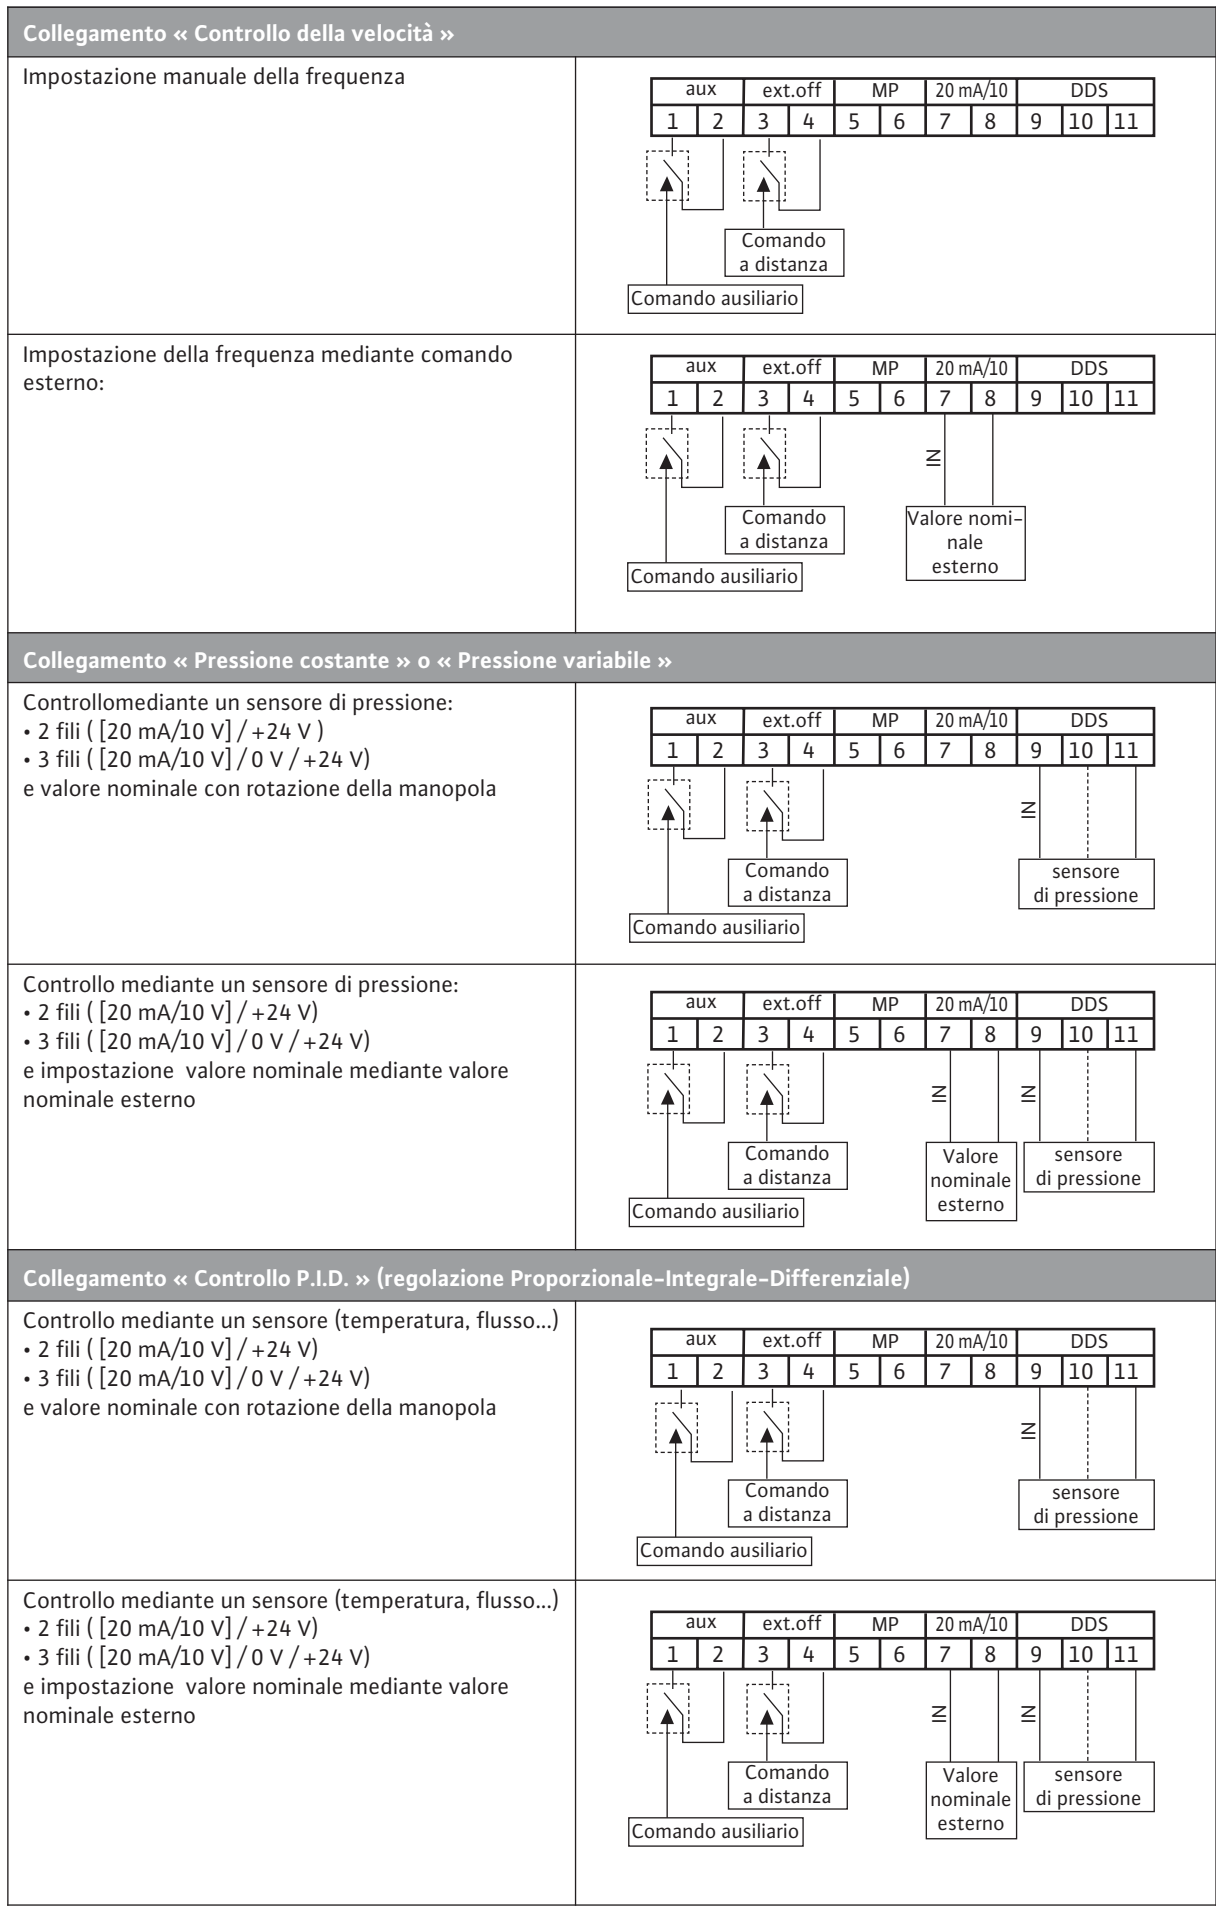 Collegamento « Controllo della velocità »
Impostazione manuale della frequenza
aux ext.off MP 20 mA/10 DDS
1 2 3 4 5 6 7 8 9 10 11
Comando
a distanza
Comando ausiliario
Impostazione della frequenza mediante comando
esterno:
aux ext.off MP 20 mA/10 DDS
1 2 3 4 5 6 7 8 9 10 11
IN
Comando
a distanza
Valore nomi-
nale
esterno
Comando ausiliario
Collegamento « Pressione costante » o « Pressione variabile »
Controllomediante un sensore di pressione:
• 2 fili ( [20 mA/10 V] / +24 V )
• 3 fili ( [20 mA/10 V] / 0 V / +24 V)
e valore nominale con rotazione della manopola
aux ext.off MP 20 mA/10 DDS
1 2 3 4 5 6 7 8 9 10 11
IN
Comando
a distanza
sensore
di pressione
Comando ausiliario
Controllo mediante un sensore di pressione:
• 2 fili ( [20 mA/10 V] / +24 V)
• 3 fili ( [20 mA/10 V] / 0 V / +24 V)
e impostazione valore nominale mediante valore
nominale esterno
aux ext.off MP 20 mA/10 DDS
1 2 3 4 5 6 7 8 9 10 11
IN IN
Comando
a distanza
Valore
nominale
esterno
sensore
di pressione
Comando ausiliario
Collegamento « Controllo P.I.D. » (regolazione Proporzionale-Integrale-Differenziale)
Controllo mediante un sensore (temperatura, flusso...)
• 2 fili ( [20 mA/10 V] / +24 V)
• 3 fili ( [20 mA/10 V] / 0 V / +24 V)
e valore nominale con rotazione della manopola
aux ext.off MP 20 mA/10 DDS
1 2 3 4 5 6 7 8 9 10 11
IN
Comando
a distanza
sensore
di pressione
Comando ausiliario
Controllo mediante un sensore (temperatura, flusso...)
• 2 fili ( [20 mA/10 V] / +24 V)
• 3 fili ( [20 mA/10 V] / 0 V / +24 V)
e impostazione valore nominale mediante valore
nominale esterno
aux ext.off MP 20 mA/10 DDS
1 2 3 4 5 6 7 8 9 10 11
IN IN
Comando
a distanza
Valore
nominale
esterno
sensore
di pressione
Comando ausiliario